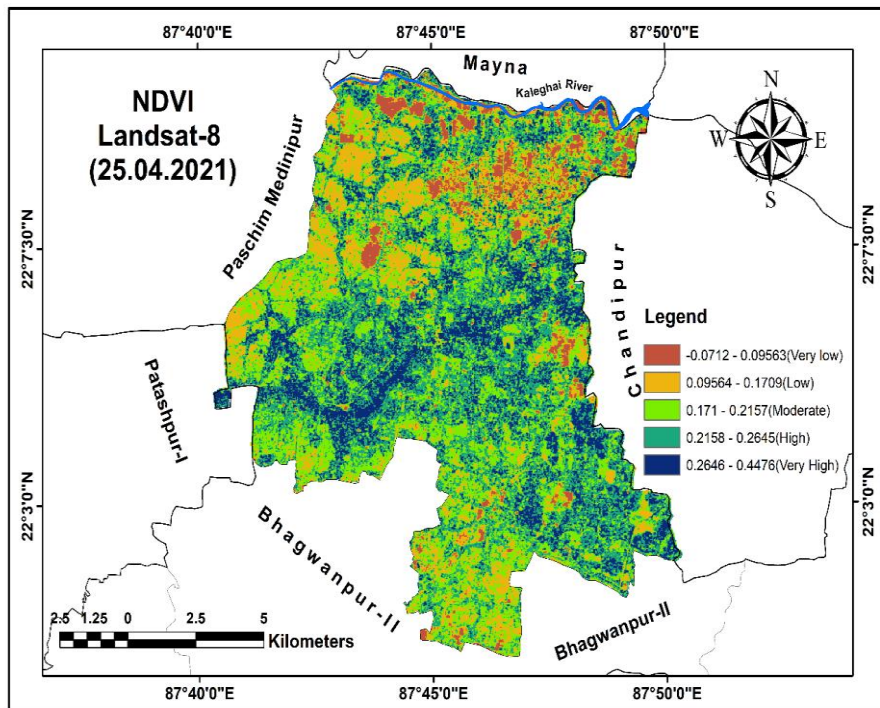 87°40'0"E 87°45'0"E 87°50'0"E
Mayna
Kaleghai River
NDVI
Landsat-8
(25.04.2021)
N
W E
S
Paschim Medinipur
22°7'30"N 22°7'30"N
Chandipur
Legend
-0.0712 - 0.09563(Very low)
0.09564 - 0.1709(Low)
0.171 - 0.2157(Moderate)
0.2158 - 0.2645(High)
0.2646 - 0.4476(Very High)
Patashpur-I
22°3'0"N 22°3'0"N
Bhagwanpur-II
Bhagwanpur-II
2.5 1.25 0 2.5 5
Kilometers
87°40'0"E 87°45'0"E 87°50'0"E